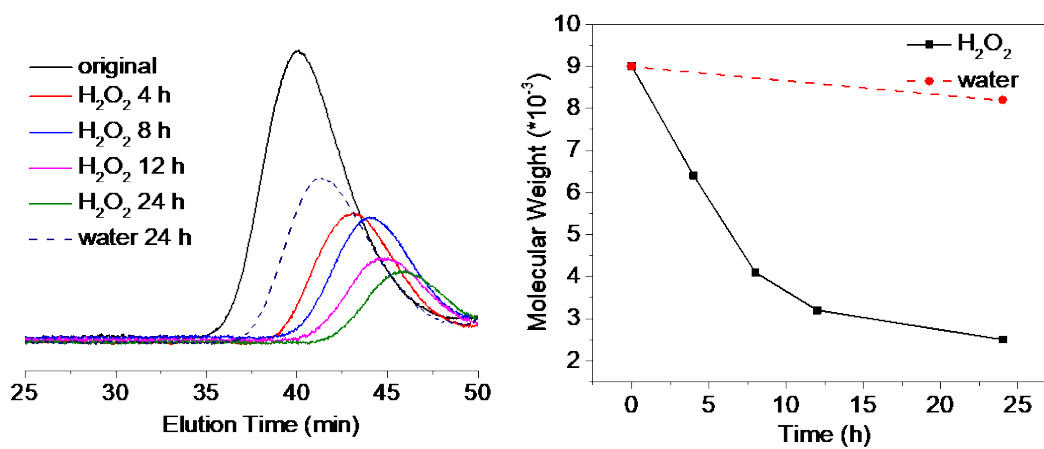 original
H₂O₂ 4 h
H₂O₂ 8 h
H₂O₂ 12 h
H₂O₂ 24 h
water 24 h
25 30 35 40 45 50
Elution Time (min)
Molecular Weight (*10⁻³)
10
9
8
7
6
5
4
3
2
H₂O₂
water
0 5 10 15 20 25
Time (h)